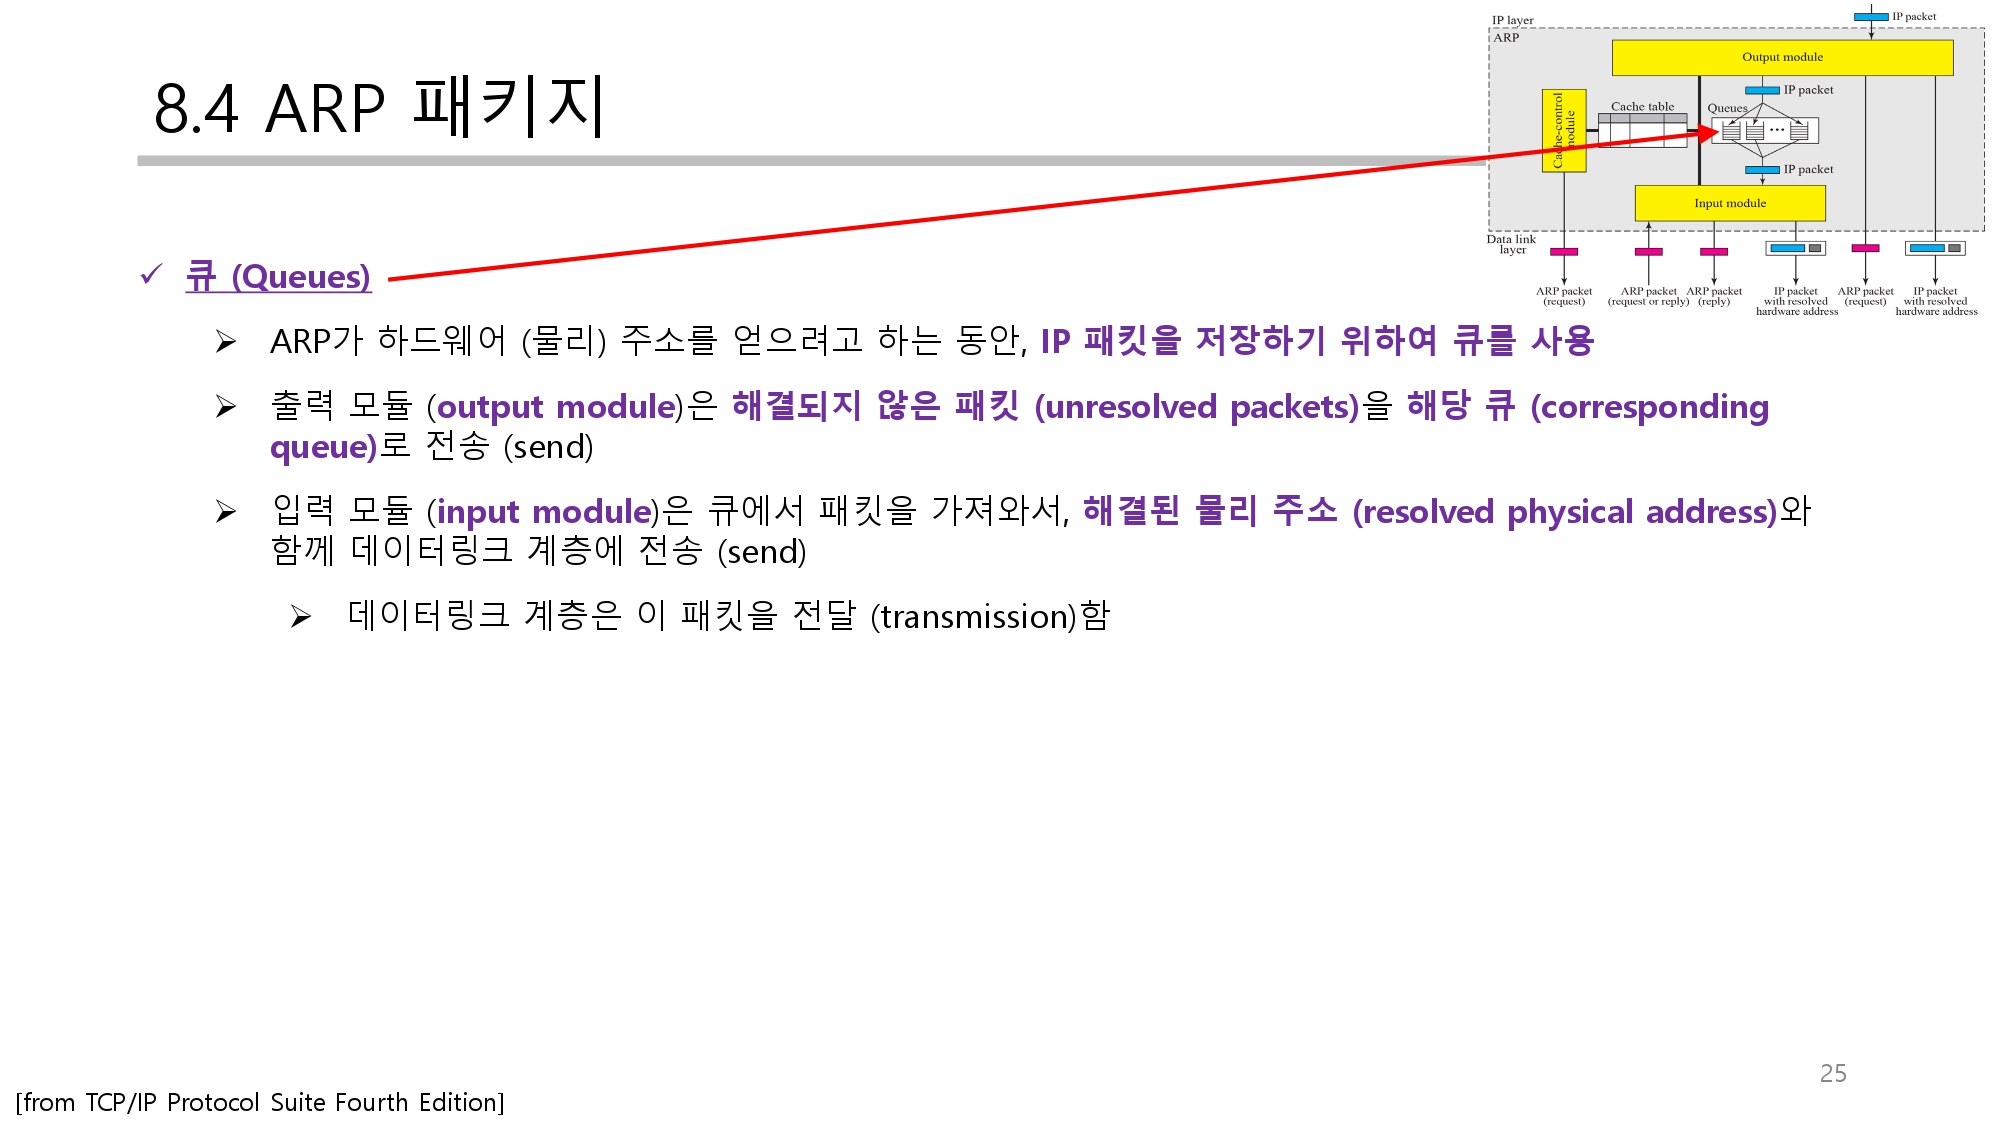 8.4 ARP 패키지
IP layer
ARP
IP packet
Output module
IP packet
Cache-control
module
Cache table
Queues
IP packet
Input module
Data link
layer
ARP packet
(request)
ARP packet
(request or reply)
ARP packet
(reply)
IP packet
with resolved
hardware address
ARP packet
(request)
IP packet
with resolved
hardware address
✓ 큐 (Queues)
➢ ARP가 하드웨어 (물리) 주소를 얻으려고 하는 동안, IP 패킷을 저장하기 위하여 큐를 사용
➢ 출력 모듈 (output module)은 해결되지 않은 패킷 (unresolved packets)을 해당 큐 (corresponding
queue)로 전송 (send)
➢ 입력 모듈 (input module)은 큐에서 패킷을 가져와서, 해결된 물리 주소 (resolved physical address)와
함께 데이터링크 계층에 전송 (send)
➢ 데이터링크 계층은 이 패킷을 전달 (transmission)함
25
[from TCP/IP Protocol Suite Fourth Edition]